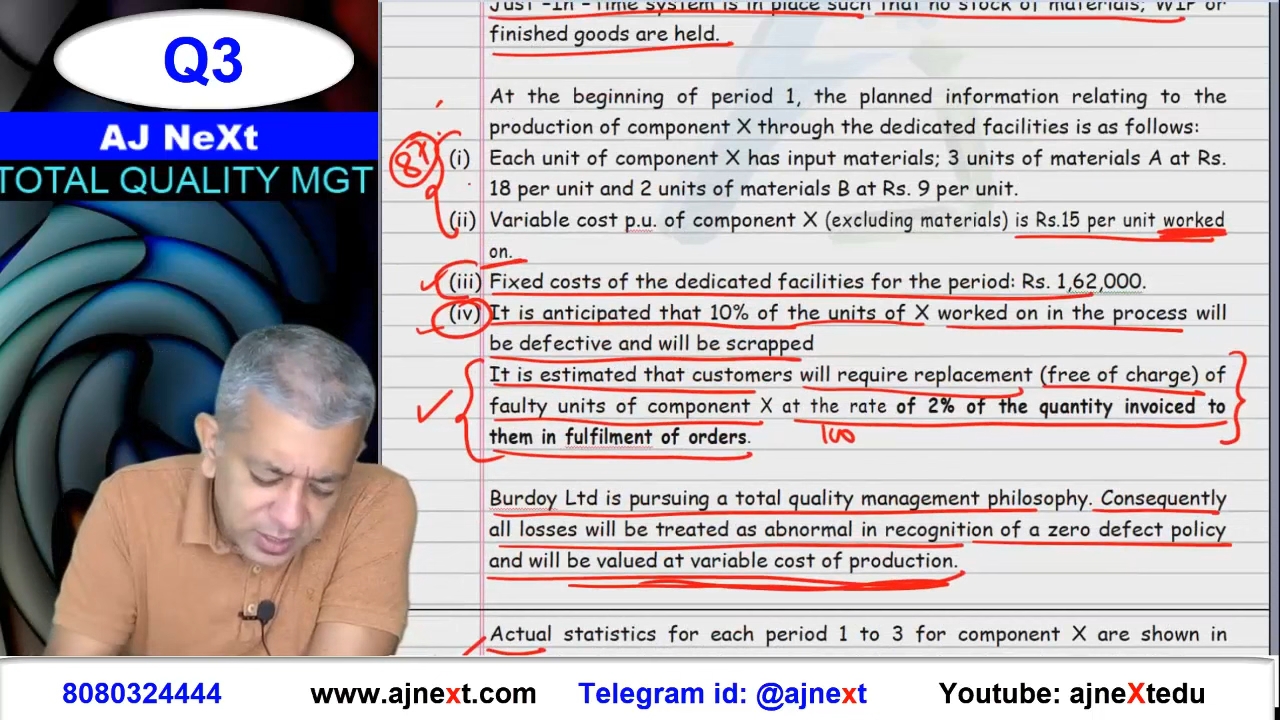 Q3
AJ NeXt
TOTAL QUALITY MGT
Just –In –Time system is in place such that no stock of materials, WIP or
finished goods are held.
At the beginning of period 1, the planned information relating to the
production of component X through the dedicated facilities is as follows:
(i) Each unit of component X has input materials; 3 units of materials A at Rs.
18 per unit and 2 units of materials B at Rs. 9 per unit.
(ii) Variable cost p.u. of component X (excluding materials) is Rs.15 per unit worked
on.
(iii) Fixed costs of the dedicated facilities for the period: Rs. 1,62,000.
(iv) It is anticipated that 10% of the units of X worked on in the process will
be defective and will be scrapped
It is estimated that customers will require replacement (free of charge) of
faulty units of component X at the rate of 2% of the quantity invoiced to
100
them in fulfilment of orders.
Burdoy Ltd is pursuing a total quality management philosophy. Consequently
all losses will be treated as abnormal in recognition of a zero defect policy
and will be valued at variable cost of production.
Actual statistics for each period 1 to 3 for component X are shown in
8080324444 www.ajnext.com Telegram id: @ajnext Youtube: ajneXtedu